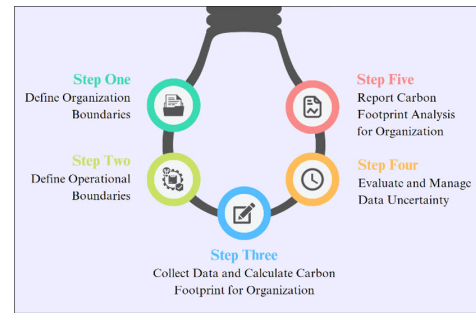 Step One
Define Organization
Boundaries
Step Two
Define Operational
Boundaries
Step Three
Collect Data and Calculate Carbon
Footprint for Organization
Step Four
Evaluate and Manage
Data Uncertainty
Step Five
Report Carbon
Footprint Analysis
for Organization